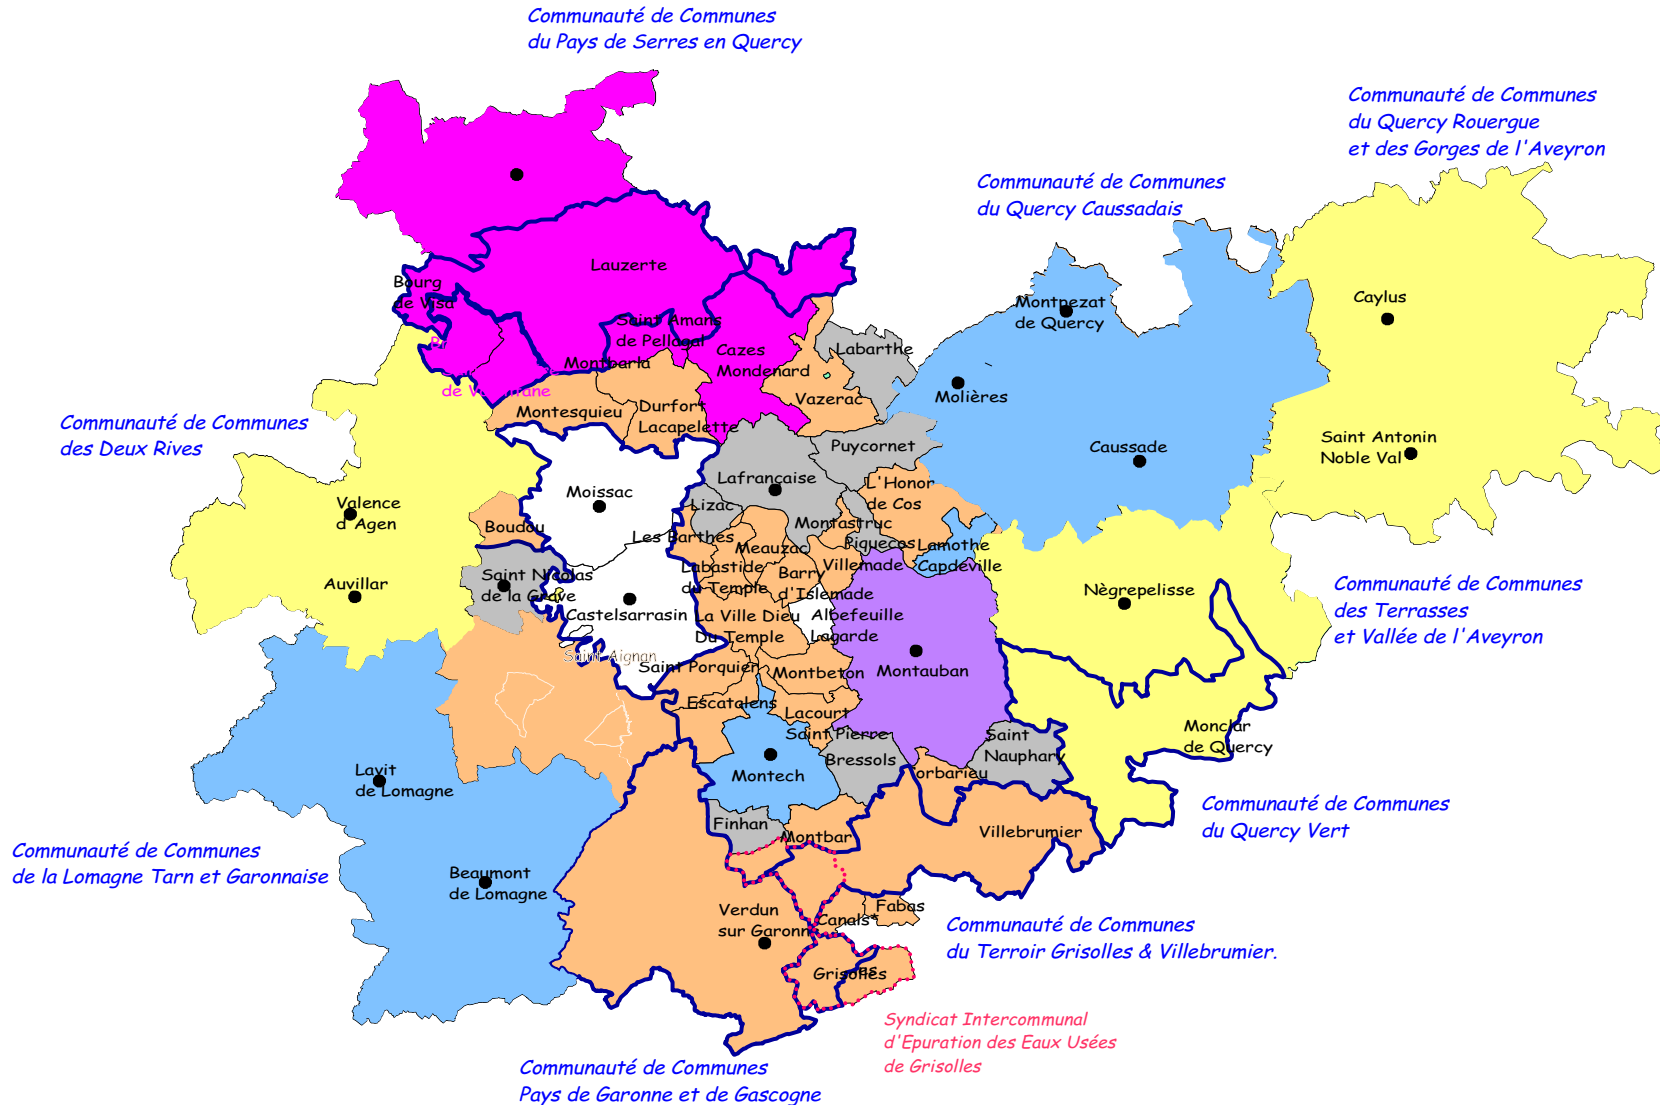 Communauté de Communes
du Pays de Serres en Quercy
Communauté de Communes
du Quercy Rouergue
et des Gorges de l'Aveyron
Communauté de Communes
du Quercy Caussadais
Lauzerte
Bourg
de Visa
Montpezat
de Quercy
Caylus
Saint Amans
de Pellagal
Labarthe
Cazes
Mondenard
Montbarla
Molières
Vazerac
Montesquieu
Durfort
Lacapelette
Communauté de Communes
des Deux Rives
Puycornet
Caussade
Saint Antonin
Noble Val
Lafrançaise
L'Honor
de Cos
Moissac
Valence
d'Agen
Lizac
Montastruc
Boudou
Les Barthes
Meauzac
Piquecos
Lamothe
Capdeville
Labastide
du Temple
Villemade
Barry
d'Islemade
Saint Nicolas
de la Grave
Auvillar
Nègrepelisse
Communauté de Communes
des Terrasses
et Vallée de l'Aveyron
Castelsarrasin
La Ville Dieu
Du Temple
Albefeuille
Lagarde
Saint Aignan
Saint Porquier
Montbeton
Montauban
Escatalens
Lacourt
Saint Pierre
Saint
Nauphary
Monclar
de Quercy
Bressols
Corbarieu
Lavit
de Lomagne
Montech
Communauté de Communes
du Quercy Vert
Finhan
Montbar
Villebrumier
Communauté de Communes
de la Lomagne Tarn et Garonnaise
Beaumont
de Lomagne
Verdun
sur Garonn
Canals*
Fabas
Communauté de Communes
du Terroir Grisolles & Villebrumier.
Grisolles
Syndicat Intercommunal
d'Epuration des Eaux Usées
de Grisolles
Communauté de Communes
Pays de Garonne et de Gascogne